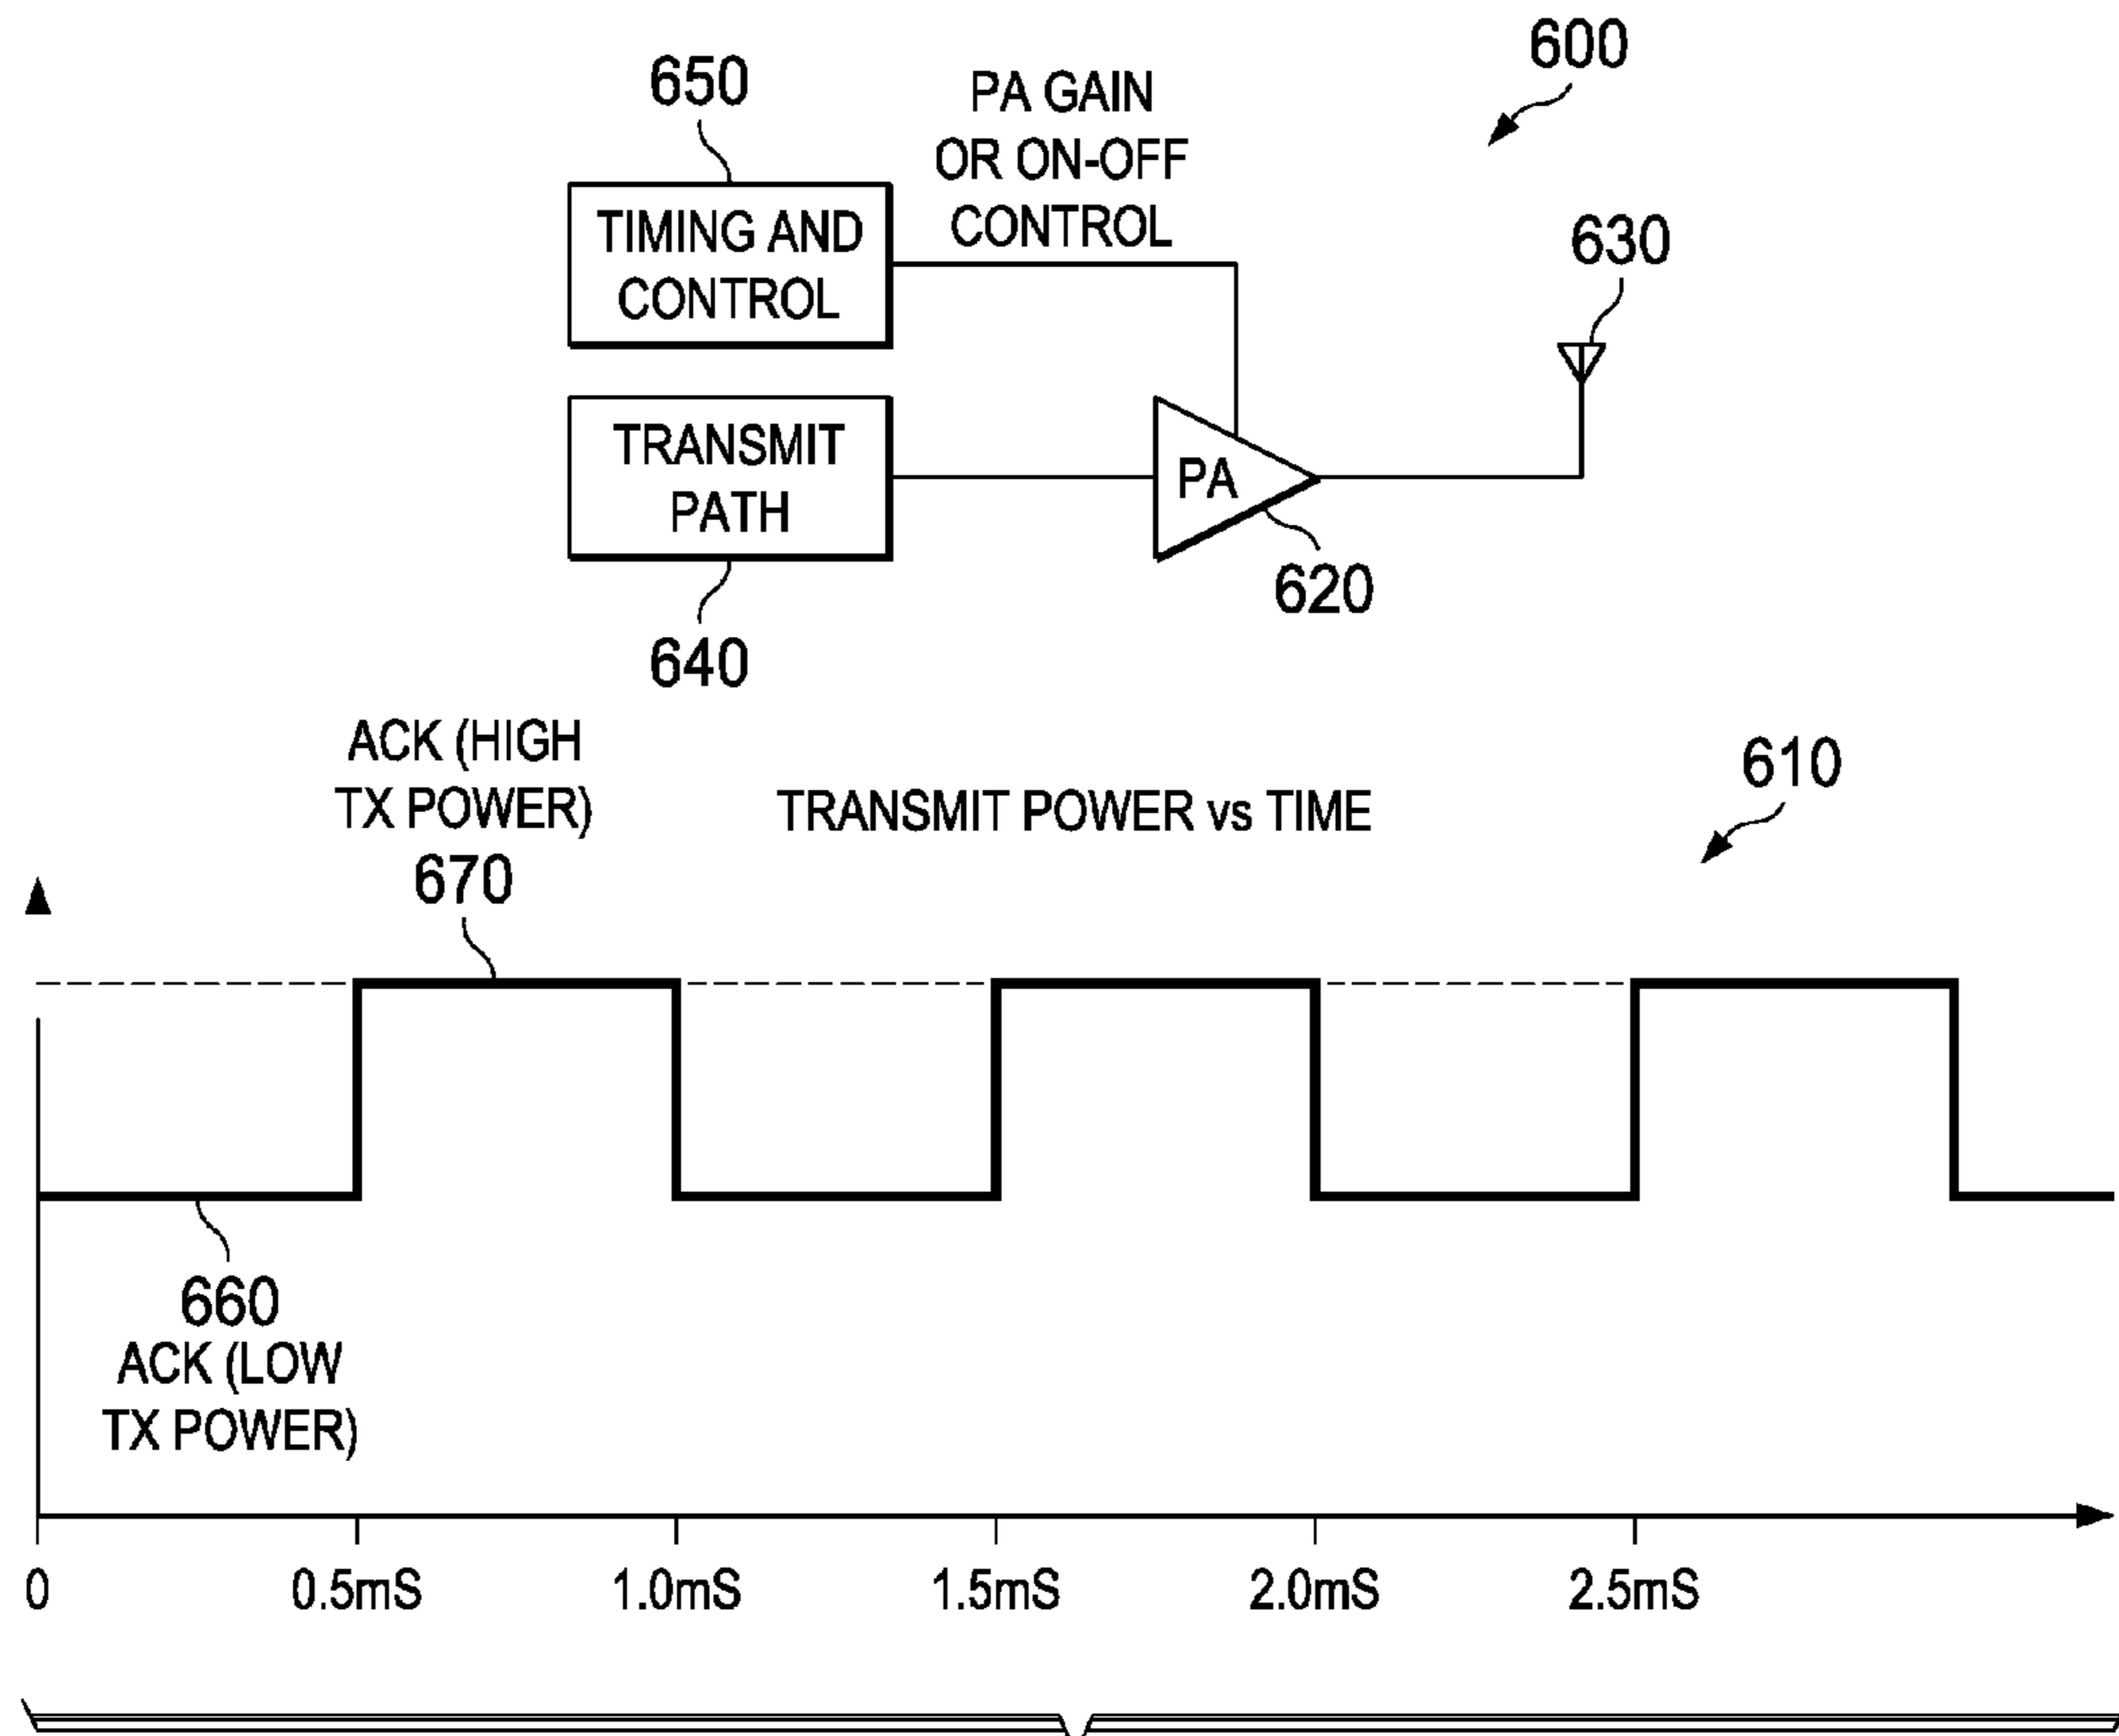 600
650
PA GAIN
OR ON-OFF
CONTROL
TIMING AND
CONTROL
630
TRANSMIT
PATH
PA
620
640
ACK (HIGH
TX POWER)
670
TRANSMIT POWER vs TIME
610
660
ACK (LOW
TX POWER)
0
0.5mS
1.0mS
1.5mS
2.0mS
2.5mS